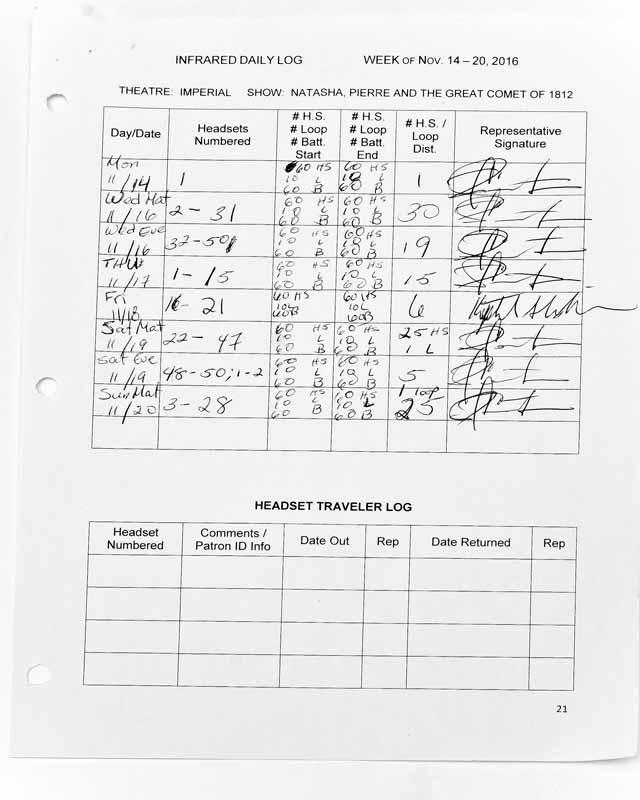 INFRARED DAILY LOG WEEK OF NOV. 14 – 20, 2016
THEATRE: IMPERIAL SHOW: NATASHA, PIERRE AND THE GREAT COMET OF 1812
Day/Date Headsets Numbered # H.S. # Loop # Batt. Start # H.S. # Loop # Batt. End # H.S. / Loop Dist. Representative Signature
Mon 11/14 1 60 HS 10 L 60 B 60 HS 10 L 60 B 1
Wed Mat 11/16 2 - 31 60 HS 10 L 60 B 60 HS 10 L 60 B 30
Wed Eve 11/16 32-50 60 HS 10 L 60 B 60 HS 10 L 60 B 19
THU 11/17 1 - 15 60 HS 10 L 60 B 60 HS 10 L 60 B 15
Fri 11/18 16- 21 60 HS 10L 60B 60 HS 10L 60B 6
Sat Mat 11/19 22 - 47 60 HS 10 L 60 B 60 HS 10 L 60 B 25 HS 1 L
Sat Eve 11/19 48-50; 1-2 60 HS 10 L 60 B 60 HS 10 L 60 B 5
Sun Mat 11/20 3 - 28 60 HS 10 L 60 B 60 HS 10 L 60 B 1 loop 25
HEADSET TRAVELER LOG
Headset Numbered Comments / Patron ID Info Date Out Rep Date Returned Rep
21